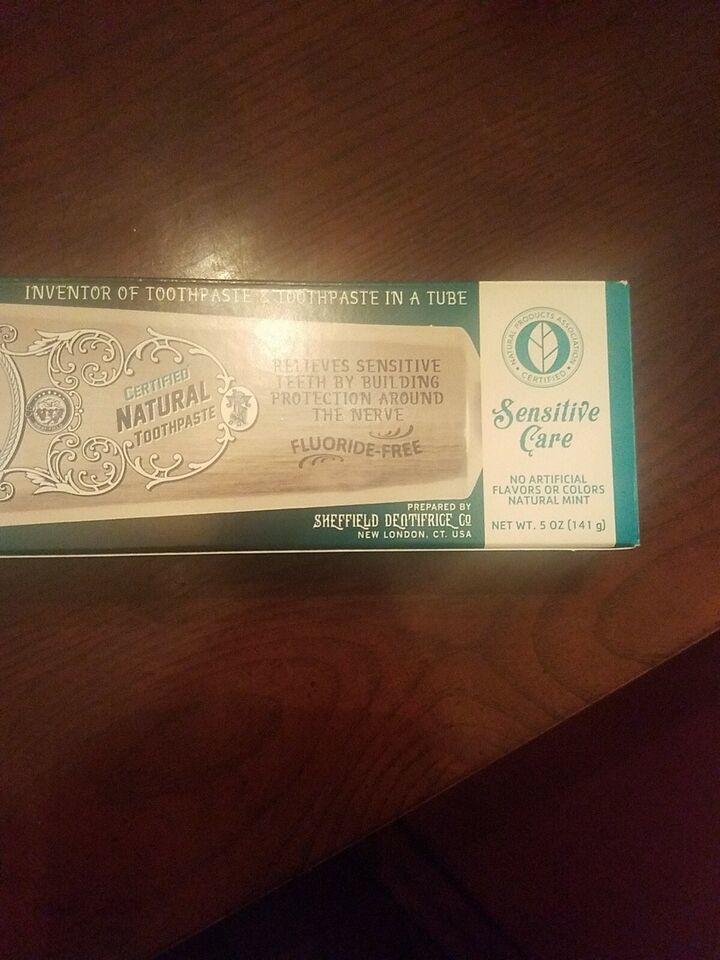 INVENTOR OF TOOTHPASTE & TOOTHPASTE IN A TUBE
CERTIFIED
NATURAL
TOOTHPASTE
RELIEVES SENSITIVE
TEETH BY BUILDING
PROTECTION AROUND
THE NERVE
FLUORIDE-FREE
PREPARED BY
SHEFFIELD DENTIFRICE CO
NEW LONDON, CT. USA
NATURAL PRODUCTS ASSOCIATION
• CERTIFIED •
Sensitive
Care
NO ARTIFICIAL
FLAVORS OR COLORS
NATURAL MINT
NET WT. 5 OZ (141 g)